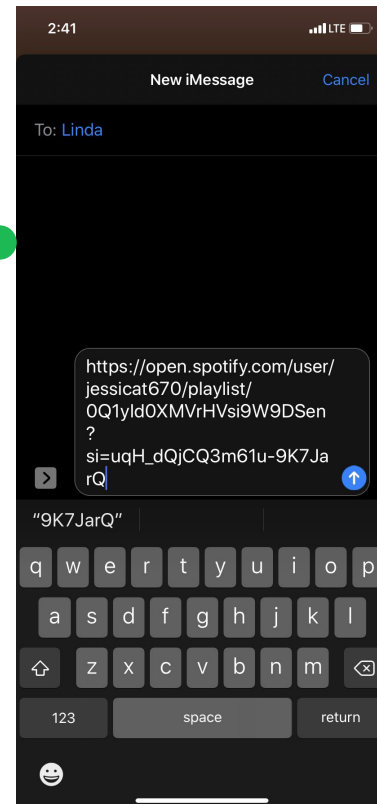 2:41
LTE
New iMessage
Cancel
To: Linda
https://open.spotify.com/user/
jessicat670/playlist/
0Q1yld0XMVrHVsi9W9DSen
?
si=uqH_dQjCQ3m61u-9K7Ja
rQ
“9K7JarQ”
q w e r t y u i o p
a s d f g h j k l
z x c v b n m
123
space
return